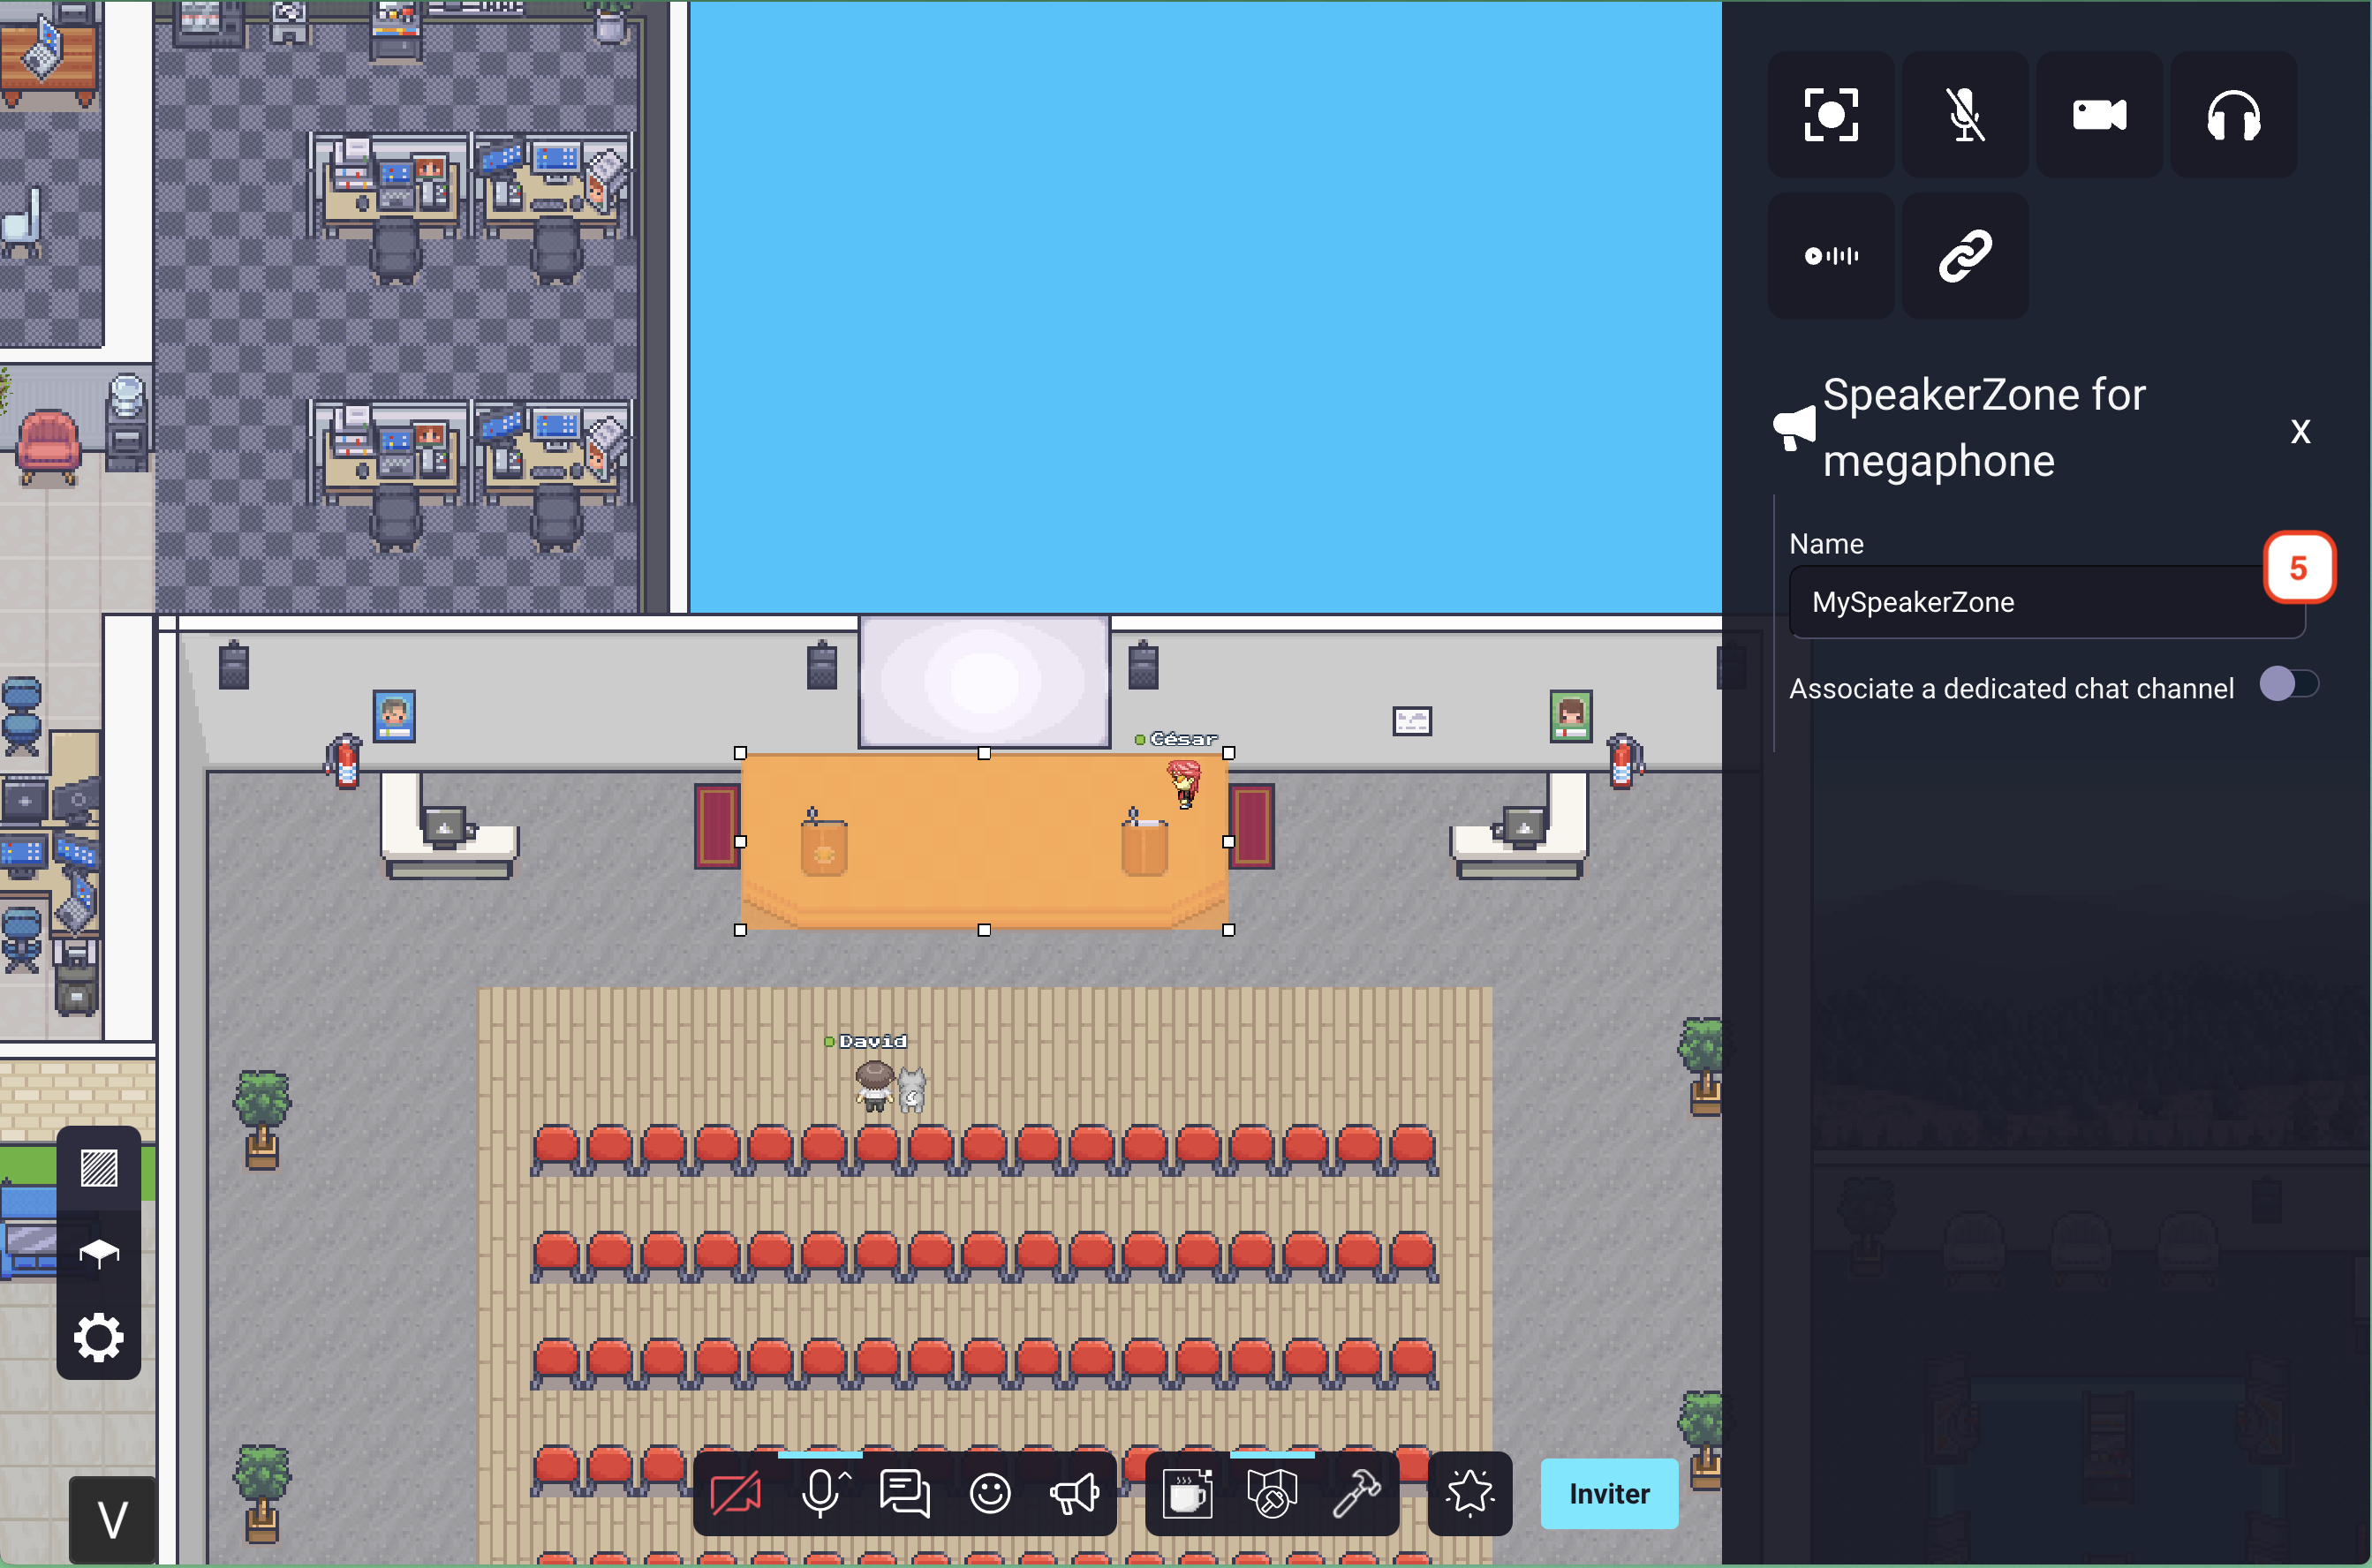 SpeakerZone for
megaphone
X
Name
5
MySpeakerZone
Associate a dedicated chat channel
César
David
V
Inviter